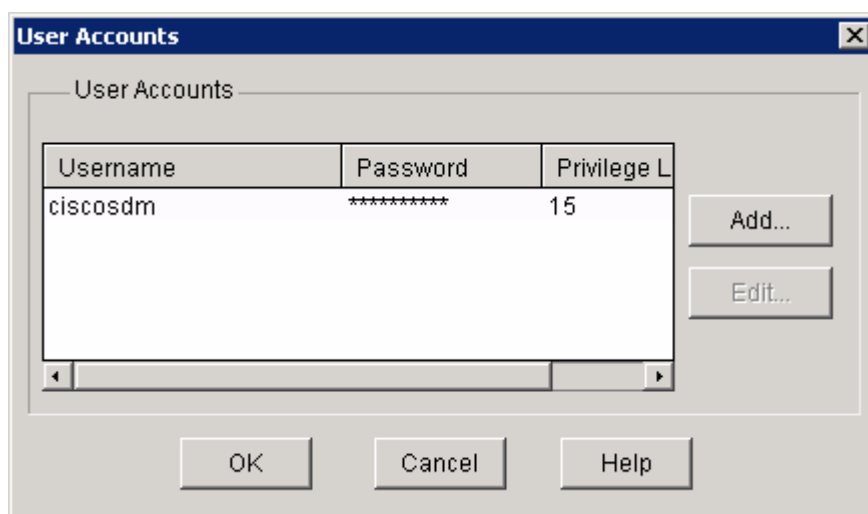 User Accounts
User Accounts
Username Password Privilege L
ciscosdm ********** 15
Add...
Edit...
OK Cancel Help